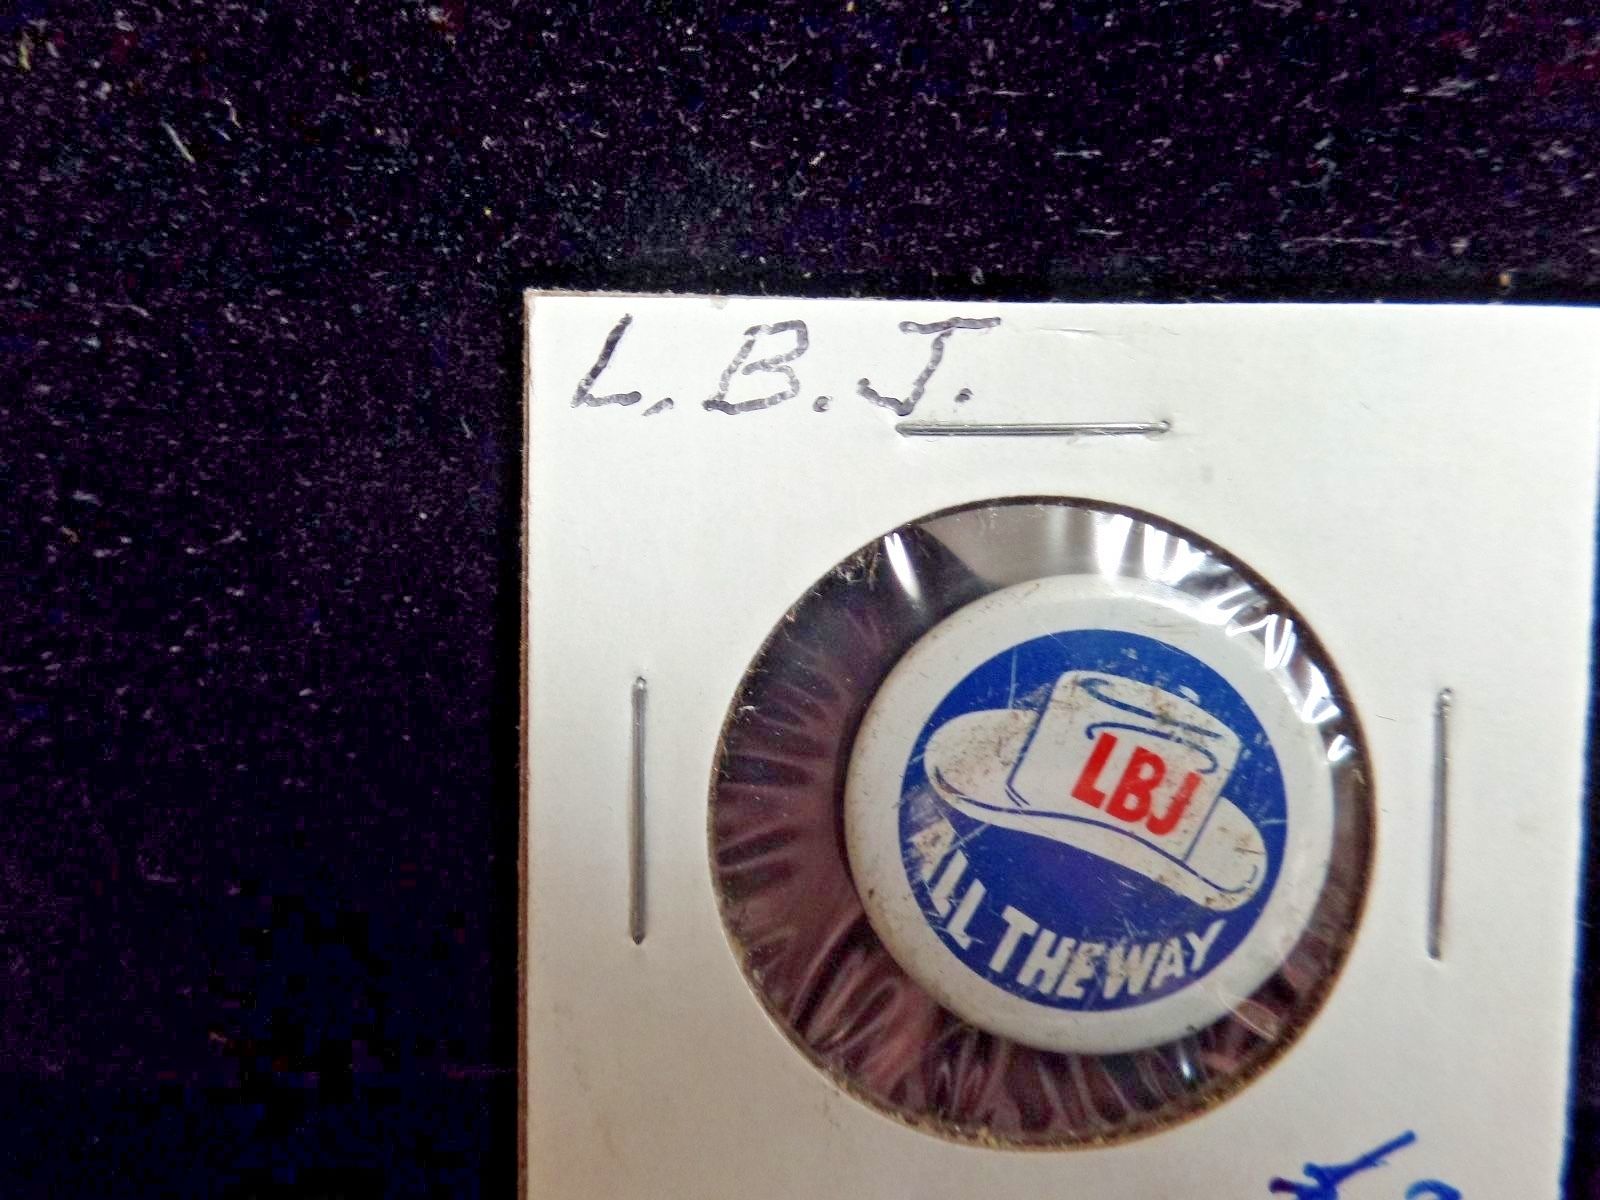 L.B.J.
LBJ
ALL THE WAY